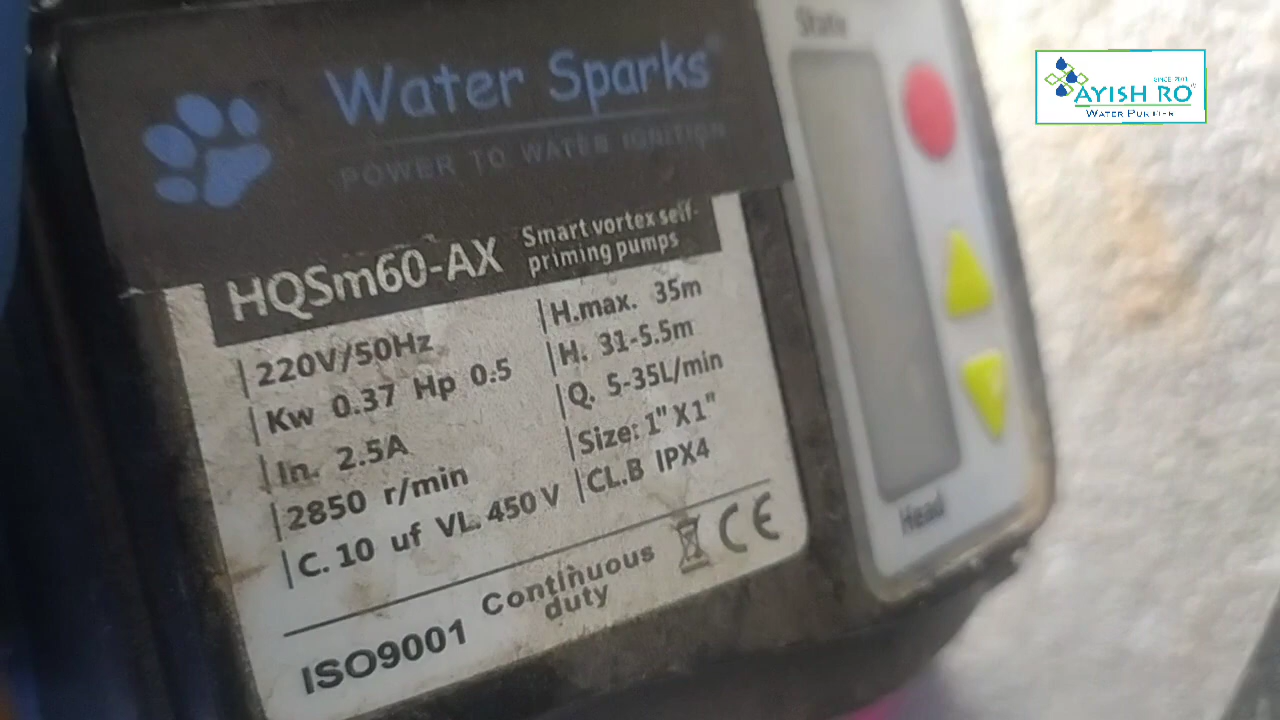 Water Sparks
POWER TO WATER IGNITION
HQSm60-AX Smart vortex self-
priming pumps
220V/50Hz
Kw 0.37 Hp 0.5
In. 2.5A
2850 r/min
C. 10 uf VL. 450 V
H.max. 35m
H. 31-5.5m
Q. 5-35L/min
Size: 1" X 1"
CL.B IPX4
ISO9001
Continuous
duty
CE
State
Head
AYISH RO
WATER PURIFIER